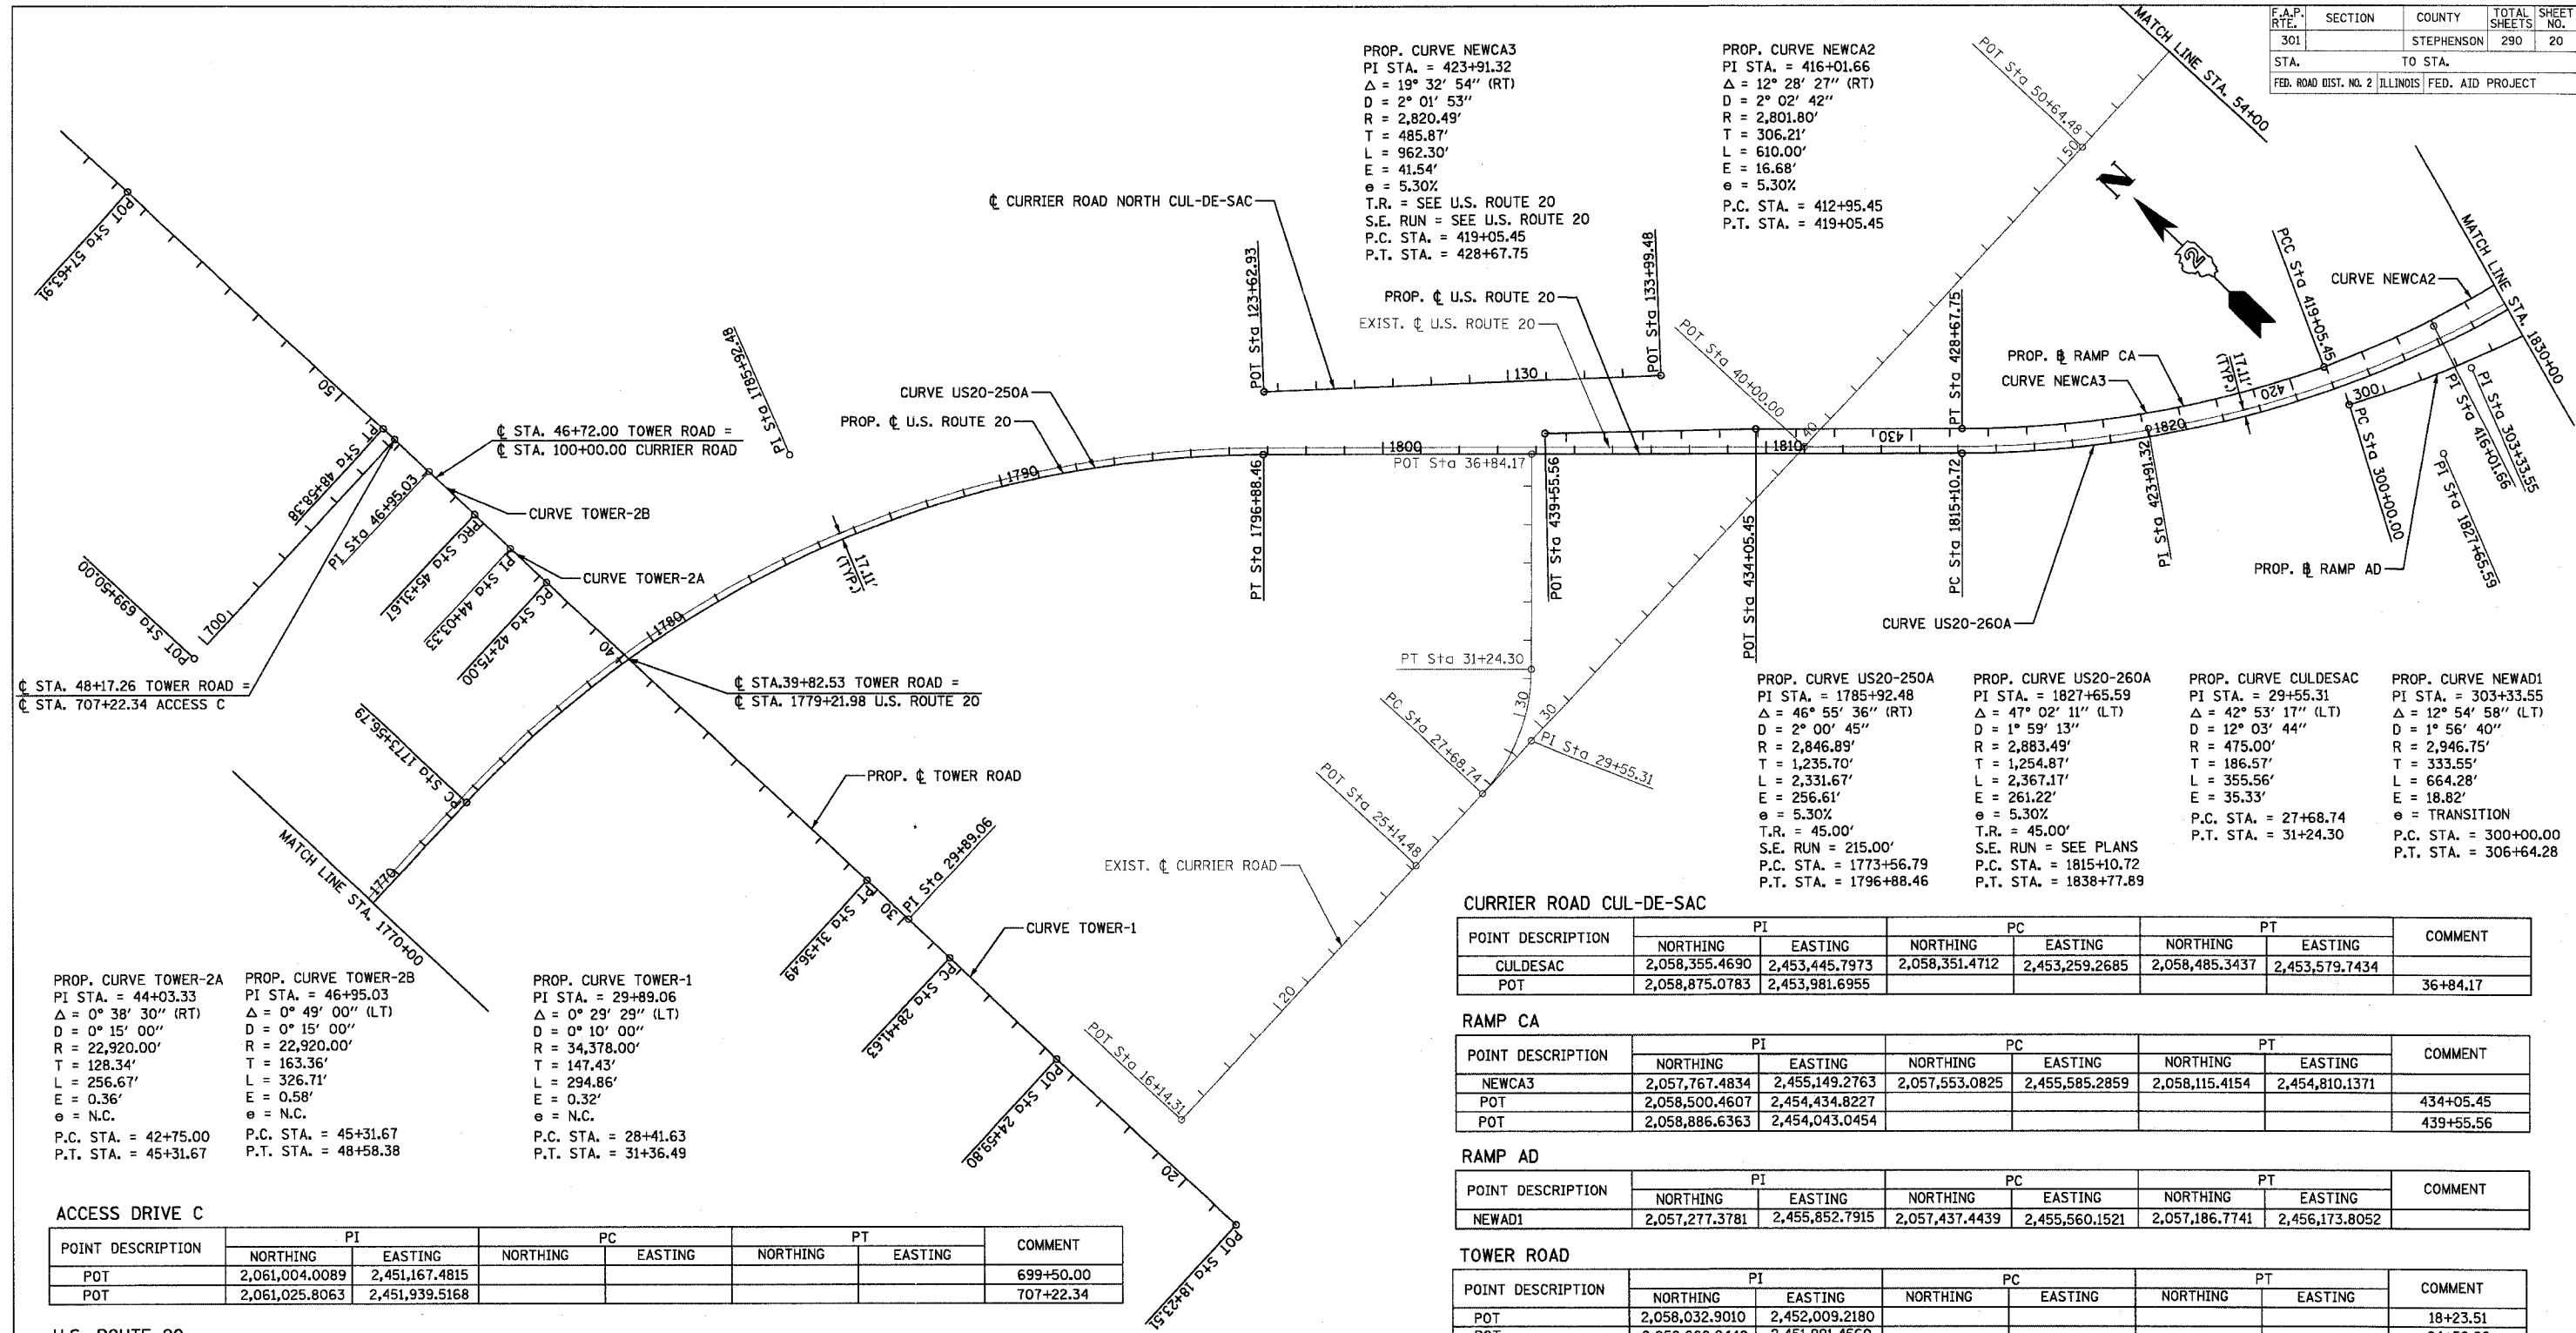 F.A.P. RTE. SECTION COUNTY TOTAL SHEETS SHEET NO.
301 STEPHENSON 290 20
STA. TO STA.
FED. ROAD DIST. NO. 2 ILLINOIS FED. AID PROJECT
MATCH LINE STA. 54+00
POT Sta 50+64.48
50
N
2
MATCH LINE STA. 1830+00
PROP. CURVE NEWCA3
PI STA. = 423+91.32
Δ = 19° 32' 54" (RT)
D = 2° 01' 53"
R = 2,820.49'
T = 485.87'
L = 962.30'
E = 41.54'
e = 5.30%
T.R. = SEE U.S. ROUTE 20
S.E. RUN = SEE U.S. ROUTE 20
P.C. STA. = 419+05.45
P.T. STA. = 428+67.75
PROP. CURVE NEWCA2
PI STA. = 416+01.66
Δ = 12° 28' 27" (RT)
D = 2° 02' 42"
R = 2,801.80'
T = 306.21'
L = 610.00'
E = 16.68'
e = 5.30%
P.C. STA. = 412+95.45
P.T. STA. = 419+05.45
POT Sta 57+63.91
50
PT Sta 48+58.38
℄ STA. 46+72.00 TOWER ROAD =
℄ STA. 100+00.00 CURRIER ROAD
PI Sta 46+95.03
CURVE TOWER-2B
PRC Sta 45+31.67
PI Sta 44+03.33
CURVE TOWER-2A
PC Sta 42+75.00
POT Sta 699+50.00
700
℄ STA. 48+17.26 TOWER ROAD =
℄ STA. 707+22.34 ACCESS C
40
℄ STA.39+82.53 TOWER ROAD =
℄ STA. 1779+21.98 U.S. ROUTE 20
PC Sta 1773+56.79
MATCH LINE STA. 1770+00
1770
1780
1790
1800
1810
1820
PI Sta 1785+92.48
CURVE US20-250A
PROP. ℄ U.S. ROUTE 20
17.11'
(TYP.)
℄ CURRIER ROAD NORTH CUL-DE-SAC
POT Sta 123+62.93
130
POT Sta 133+99.48
PROP. ℄ U.S. ROUTE 20
EXIST. ℄ U.S. ROUTE 20
POT Sta 40+00.00
40
PT Sta 1796+88.46
POT Sta 36+84.17
POT Sta 439+55.56
POT Sta 434+05.45
430
PT Sta 428+67.75
PC Sta 1815+10.72
PROP. ℄ RAMP CA
CURVE NEWCA3
17.11'
(TYP.)
420
PCC Sta 419+05.45
CURVE NEWCA2
300
PI Sta 423+91.32
PC Sta 300+00.00
PI Sta 416+01.66
PI Sta 303+33.55
PI Sta 1827+65.59
PROP. ℄ RAMP AD
CURVE US20-260A
PT Sta 31+24.30
30
30
PC Sta 27+68.74
PI Sta 29+55.31
POT Sta 25+14.48
EXIST. ℄ CURRIER ROAD
20
POT Sta 16+14.31
PROP. ℄ TOWER ROAD
PI Sta 29+89.06
30
PT Sta 31+36.49
CURVE TOWER-1
PC Sta 28+41.63
POT Sta 24+59.80
20
POT Sta 18+23.51
PROP. CURVE US20-250A
PI STA. = 1785+92.48
Δ = 46° 55' 36" (RT)
D = 2° 00' 45"
R = 2,846.89'
T = 1,235.70'
L = 2,331.67'
E = 256.61'
e = 5.30%
T.R. = 45.00'
S.E. RUN = 215.00'
P.C. STA. = 1773+56.79
P.T. STA. = 1796+88.46
PROP. CURVE US20-260A
PI STA. = 1827+65.59
Δ = 47° 02' 11" (LT)
D = 1° 59' 13"
R = 2,883.49'
T = 1,254.87'
L = 2,367.17'
E = 261.22'
e = 5.30%
T.R. = 45.00'
S.E. RUN = SEE PLANS
P.C. STA. = 1815+10.72
P.T. STA. = 1838+77.89
PROP. CURVE CULDESAC
PI STA. = 29+55.31
Δ = 42° 53' 17" (LT)
D = 12° 03' 44"
R = 475.00'
T = 186.57'
L = 355.56'
E = 35.33'
P.C. STA. = 27+68.74
P.T. STA. = 31+24.30
PROP. CURVE NEWAD1
PI STA. = 303+33.55
Δ = 12° 54' 58" (LT)
D = 1° 56' 40"
R = 2,946.75'
T = 333.55'
L = 664.28'
E = 18.82'
e = TRANSITION
P.C. STA. = 300+00.00
P.T. STA. = 306+64.28
PROP. CURVE TOWER-2A
PI STA. = 44+03.33
Δ = 0° 38' 30" (RT)
D = 0° 15' 00"
R = 22,920.00'
T = 128.34'
L = 256.67'
E = 0.36'
e = N.C.
P.C. STA. = 42+75.00
P.T. STA. = 45+31.67
PROP. CURVE TOWER-2B
PI STA. = 46+95.03
Δ = 0° 49' 00" (LT)
D = 0° 15' 00"
R = 22,920.00'
T = 163.36'
L = 326.71'
E = 0.58'
e = N.C.
P.C. STA. = 45+31.67
P.T. STA. = 48+58.38
PROP. CURVE TOWER-1
PI STA. = 29+89.06
Δ = 0° 29' 29" (LT)
D = 0° 10' 00"
R = 34,378.00'
T = 147.43'
L = 294.86'
E = 0.32'
e = N.C.
P.C. STA. = 28+41.63
P.T. STA. = 31+36.49
ACCESS DRIVE C
POINT DESCRIPTION PI PC PT COMMENT
NORTHING EASTING NORTHING EASTING NORTHING EASTING
POT 2,061,004.0089 2,451,167.4815 699+50.00
POT 2,061,025.8063 2,451,939.5168 707+22.34
U.S. ROUTE 20
CURRIER ROAD CUL-DE-SAC
POINT DESCRIPTION PI PC PT COMMENT
NORTHING EASTING NORTHING EASTING NORTHING EASTING
CULDESAC 2,058,355.4690 2,453,445.7973 2,058,351.4712 2,453,259.2685 2,058,485.3437 2,453,579.7434
POT 2,058,875.0783 2,453,981.6955 36+84.17
RAMP CA
POINT DESCRIPTION PI PC PT COMMENT
NORTHING EASTING NORTHING EASTING NORTHING EASTING
NEWCA3 2,057,767.4834 2,455,149.2763 2,057,553.0825 2,455,585.2859 2,058,115.4154 2,454,810.1371
POT 2,058,500.4607 2,454,434.8227 434+05.45
POT 2,058,886.6363 2,454,043.0454 439+55.56
RAMP AD
POINT DESCRIPTION PI PC PT COMMENT
NORTHING EASTING NORTHING EASTING NORTHING EASTING
NEWAD1 2,057,277.3781 2,455,852.7915 2,057,437.4439 2,455,560.1521 2,057,186.7741 2,456,173.8052
TOWER ROAD
POINT DESCRIPTION PI PC PT COMMENT
NORTHING EASTING NORTHING EASTING NORTHING EASTING
POT 2,058,032.9010 2,452,009.2180 18+23.51